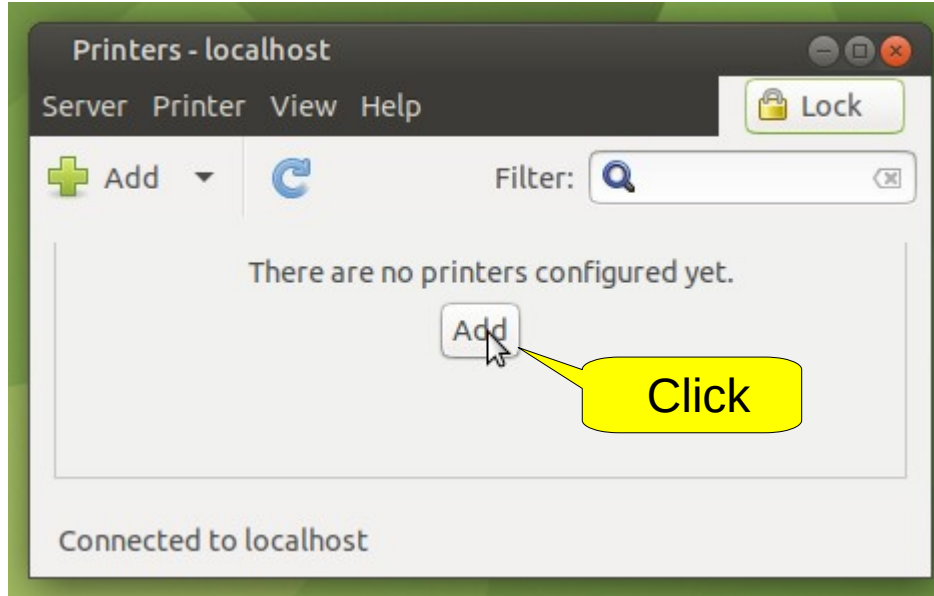 Printers - localhost
Server Printer View Help Lock
Add Filter:
There are no printers configured yet.
Add
Click
Connected to localhost